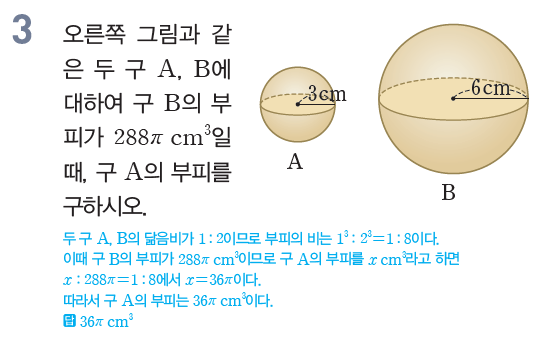 3
오른쪽 그림과 같
은 두 구 A, B에
대하여 구 B의 부
피가 288π cm³일
때, 구 A의 부피를
구하시오.
3cm
A
6cm
B
두 구 A, B의 닮음비가 1 : 2이므로 부피의 비는 1³ : 2³=1 : 8이다.
이때 구 B의 부피가 288π cm³이므로 구 A의 부피를 x cm³라고 하면
x : 288π=1 : 8에서 x=36π이다.
따라서 구 A의 부피는 36π cm³이다.
답 36π cm³